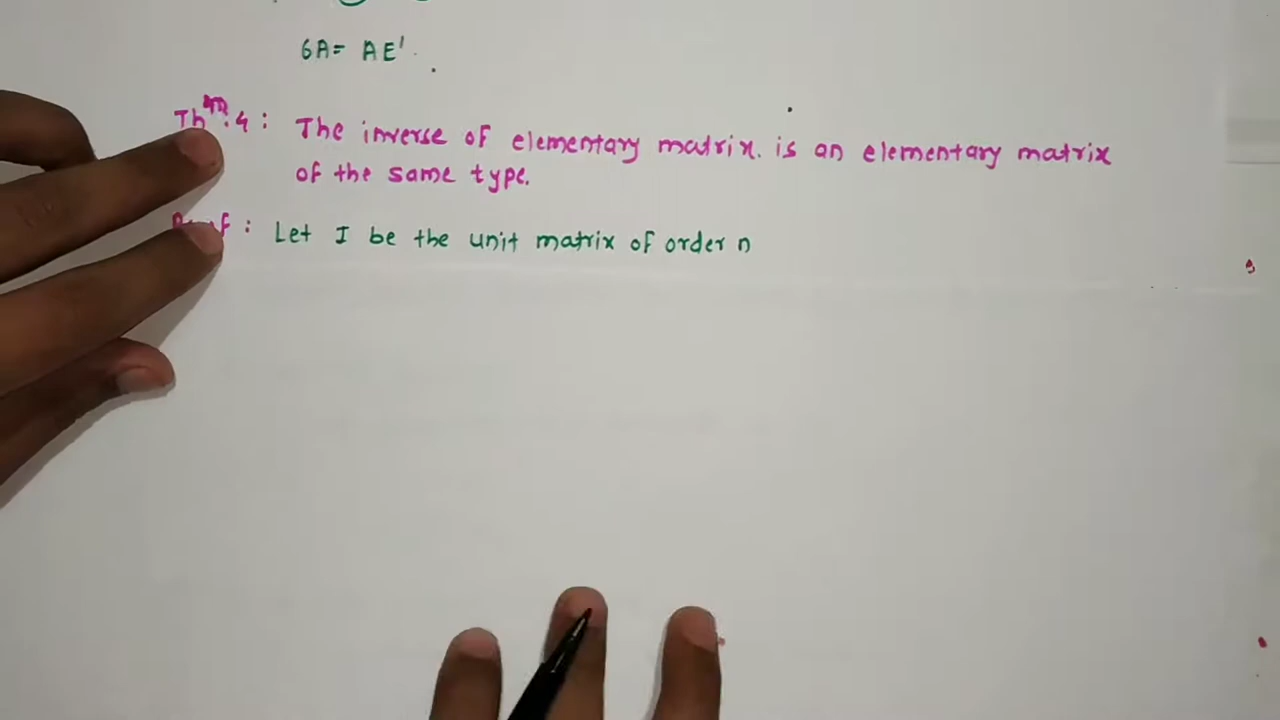 6A= AE'.
Thm:4: The inverse of elementary matrix. is an elementary matrix
of the same type.
: Let I be the unit matrix of order n